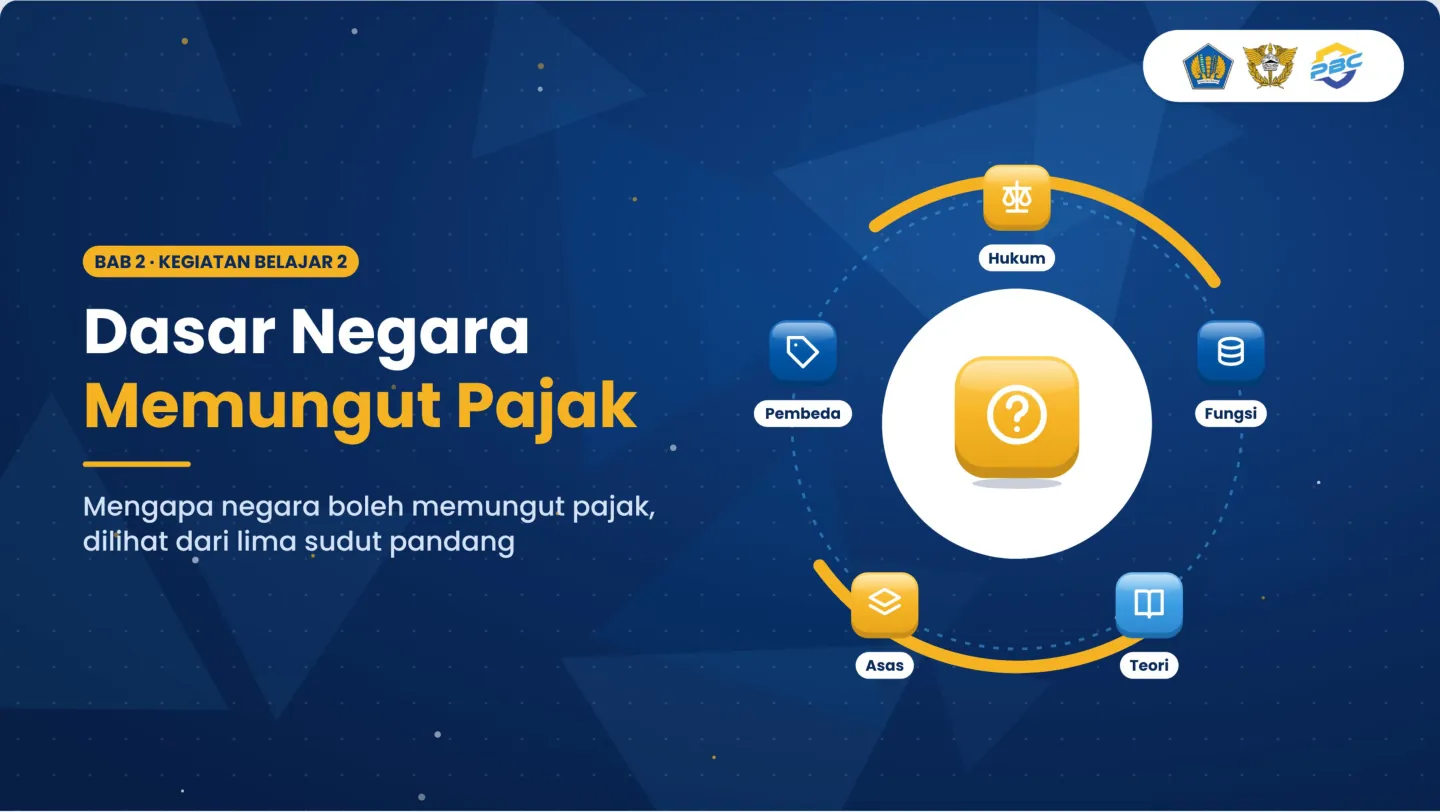 PBC
BAB 2 · KEGIATAN BELAJAR 2
Dasar Negara
Memungut Pajak
Mengapa negara boleh memungut pajak,
dilihat dari lima sudut pandang
Hukum
Pembeda
Fungsi
Asas
Teori